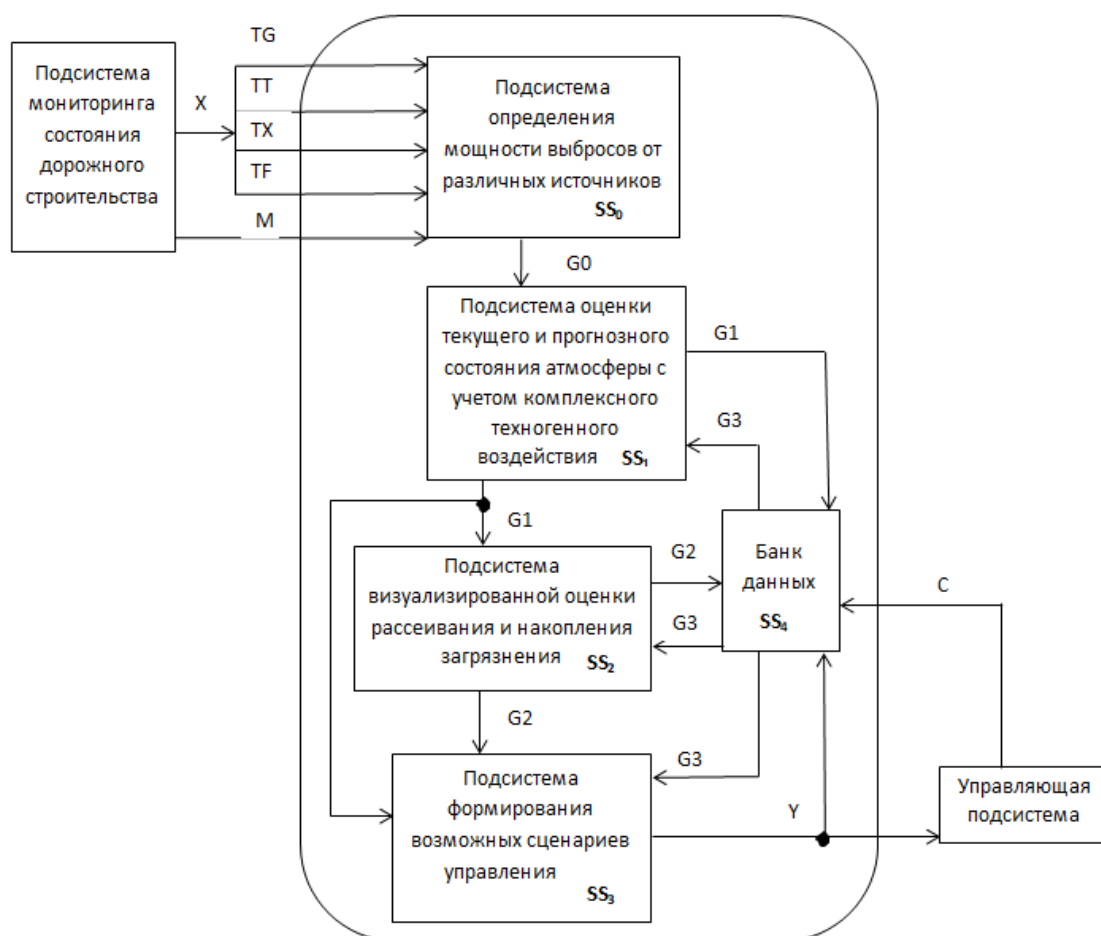 TG
Подсистема
мониторинга
состояния
дорожного
строительства
X
TT
TX
TF
M
Подсистема
определения
мощности выбросов от
различных источников
SS₀
G0
Подсистема оценки
текущего и прогнозного
состояния атмосферы с
учетом комплексного
техногенного
воздействия SS₁
G1
G3
G1
Подсистема
визуализированной оценки
рассеивания и накопления
загрязнения SS₂
G2
G3
Банк
данных
SS₄
C
G2
G3
Подсистема
формирования
возможных сценариев
управления
SS₃
Y
Управляющая
подсистема